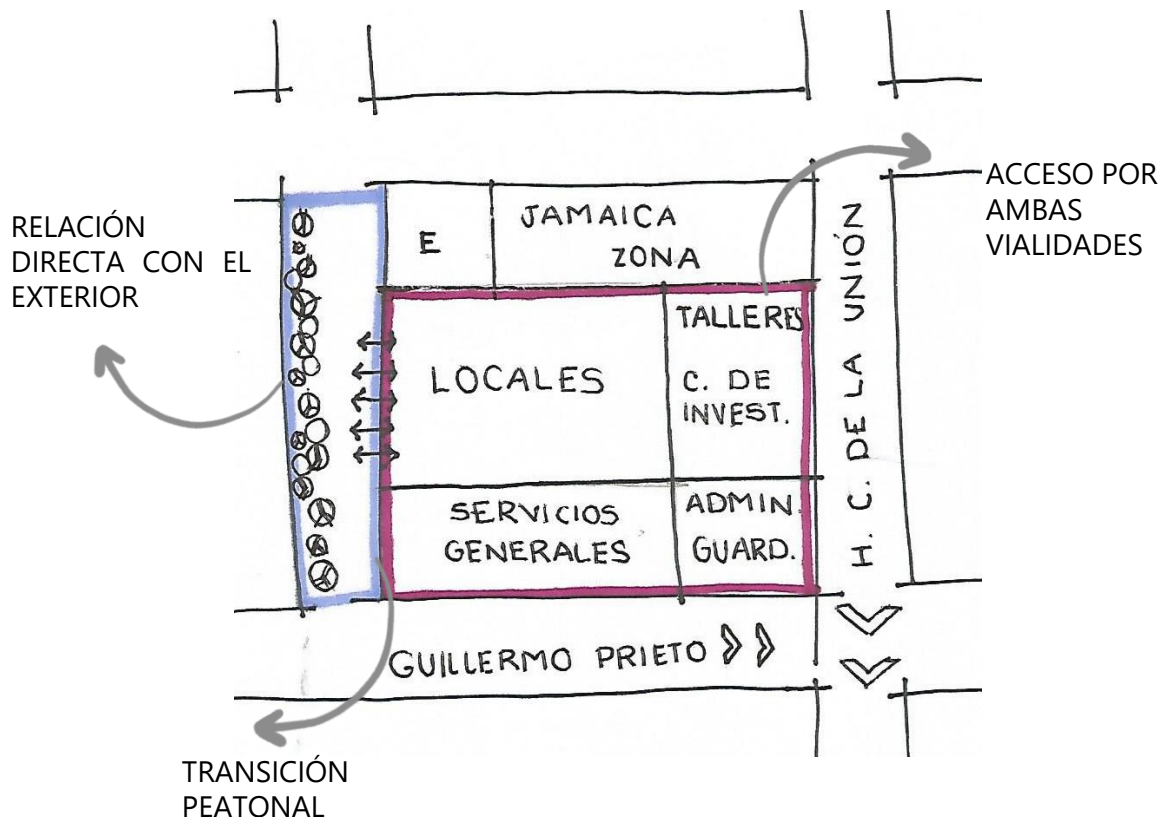 RELACIÓN
DIRECTA CON EL
EXTERIOR
ACCESO POR
AMBAS
VIALIDADES
E
JAMAICA
ZONA
LOCALES
TALLERES
C. DE
INVEST.
SERVICIOS
GENERALES
ADMIN.
GUARD.
H. C. DE LA UNIÓN
GUILLERMO PRIETO
TRANSICIÓN
PEATONAL